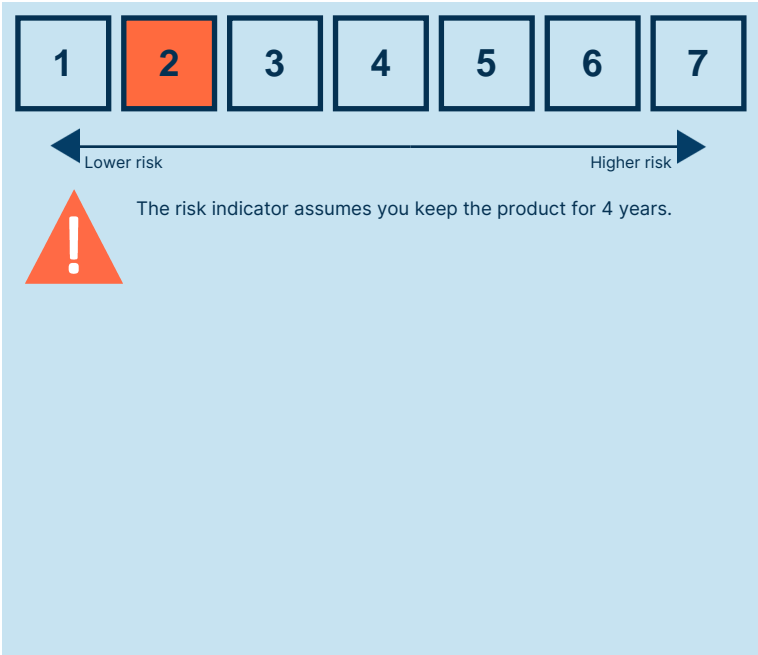 1 2 3 4 5 6 7
Lower risk Higher risk
! The risk indicator assumes you keep the product for 4 years.